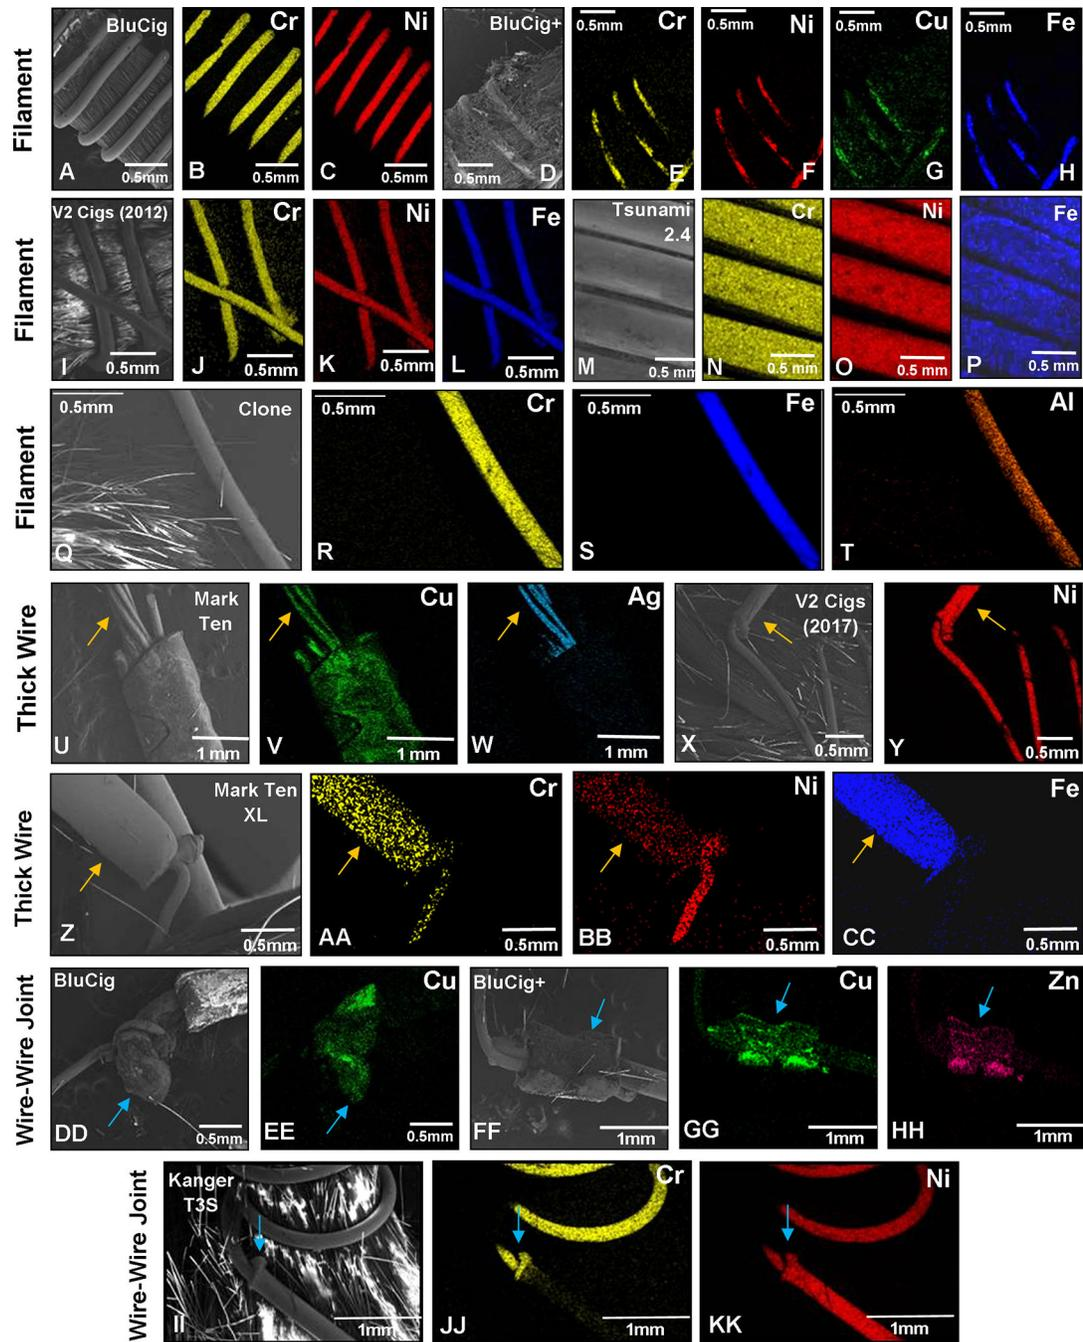 Filament
BluCig
A
0.5mm
Cr
B
0.5mm
Ni
C
0.5mm
BluCig+
0.5mm
D
Cr
0.5mm
E
Ni
0.5mm
F
Cu
0.5mm
G
Fe
0.5mm
H
Filament
V2 Cigs (2012)
I
0.5mm
Cr
J
0.5mm
Ni
K
0.5mm
Fe
L
0.5mm
Tsunami
2.4
M
0.5 mm
Cr
N
0.5 mm
Ni
O
0.5 mm
Fe
P
0.5 mm
Filament
0.5mm
Clone
Q
0.5mm
Cr
R
0.5mm
Fe
S
0.5mm
Al
T
Thick Wire
Mark
Ten
U
1 mm
Cu
V
1 mm
Ag
W
1 mm
V2 Cigs
(2017)
X
0.5mm
Ni
Y
0.5mm
Thick Wire
Mark Ten
XL
Z
0.5mm
Cr
AA
0.5mm
Ni
BB
0.5mm
Fe
CC
0.5mm
Wire-Wire Joint
BluCig
DD
0.5mm
Cu
EE
0.5mm
BluCig+
FF
1mm
Cu
GG
1mm
Zn
HH
1mm
Wire-Wire Joint
Kanger
T3S
II
1mm
Cr
JJ
1mm
Ni
KK
1mm